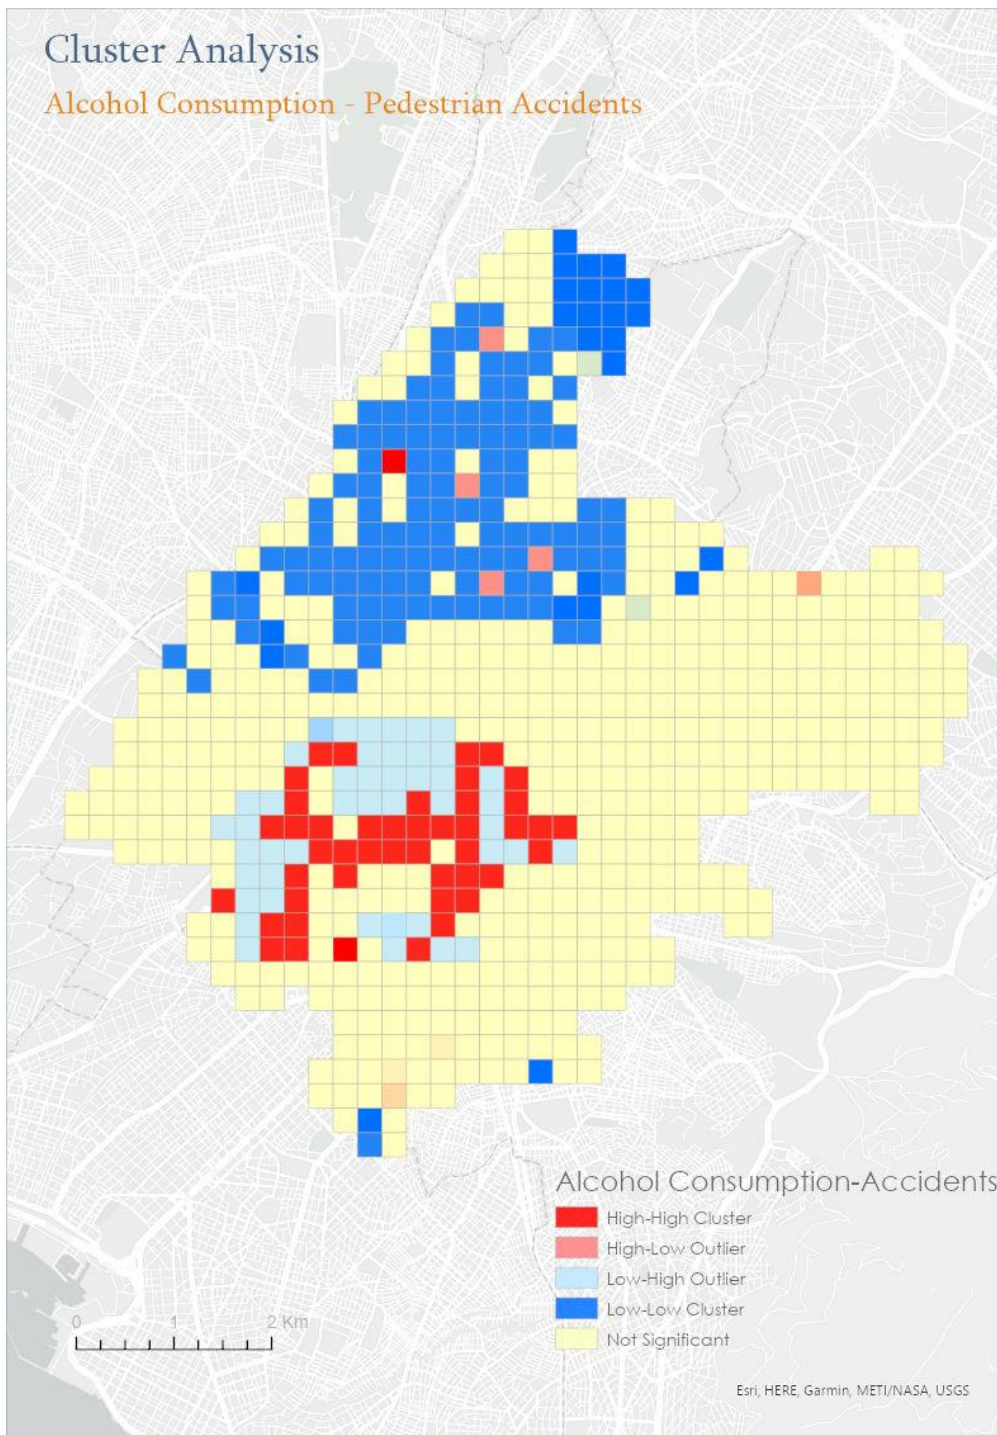 Cluster Analysis
Alcohol Consumption - Pedestrian Accidents
Alcohol Consumption-Accidents
High-High Cluster
High-Low Outlier
Low-High Outlier
Low-Low Cluster
Not Significant
0 1 2 Km
Esri, HERE, Garmin, METI/NASA, USGS